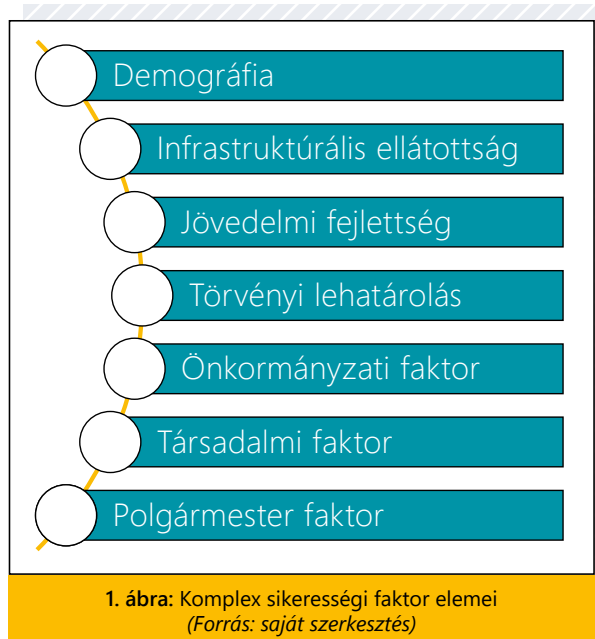 Demográfia
Infrastruktúrális ellátottság
Jövedelmi fejlettség
Törvényi lehatárolás
Önkormányzati faktor
Társadalmi faktor
Polgármester faktor
1. ábra: Komplex sikerességi faktor elemei
(Forrás: saját szerkesztés)